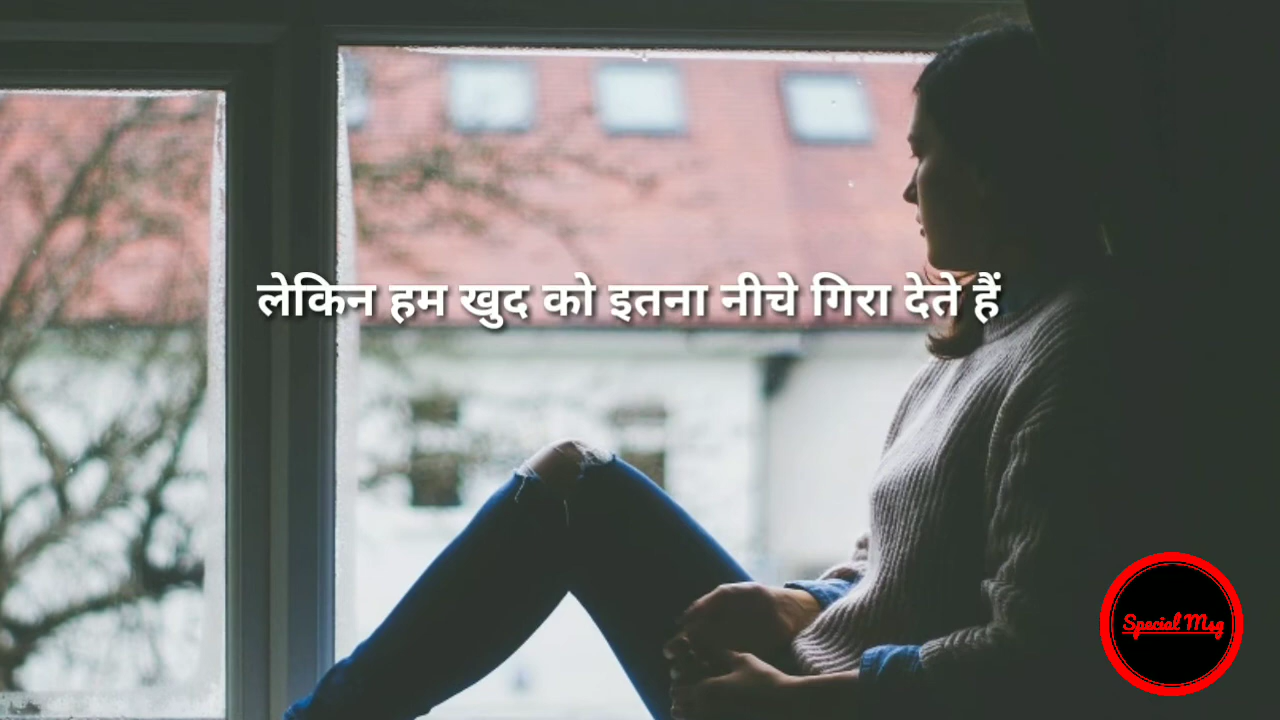 लेकिन हम खुद को इतना नीचे गिरा देते हैं
Special Msg